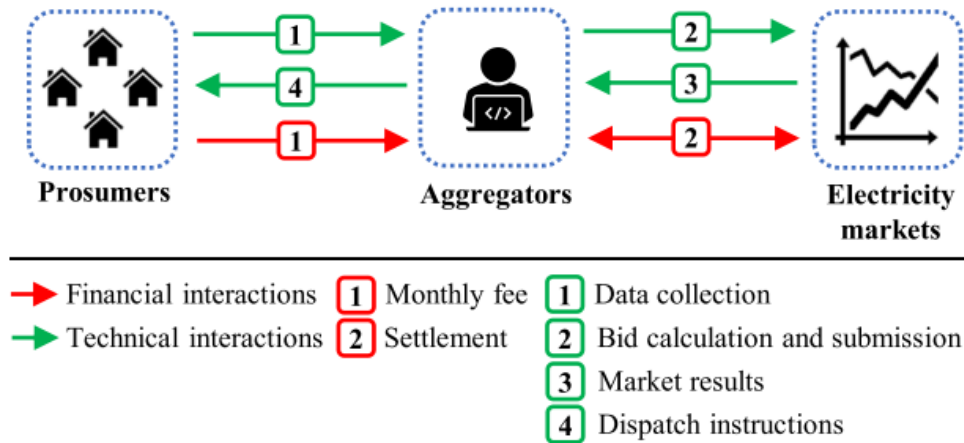 1
2
4
</>
3
1
2
Prosumers
Aggregators
Electricity
markets
Financial interactions
1 Monthly fee
1 Data collection
Technical interactions
2 Settlement
2 Bid calculation and submission
3 Market results
4 Dispatch instructions